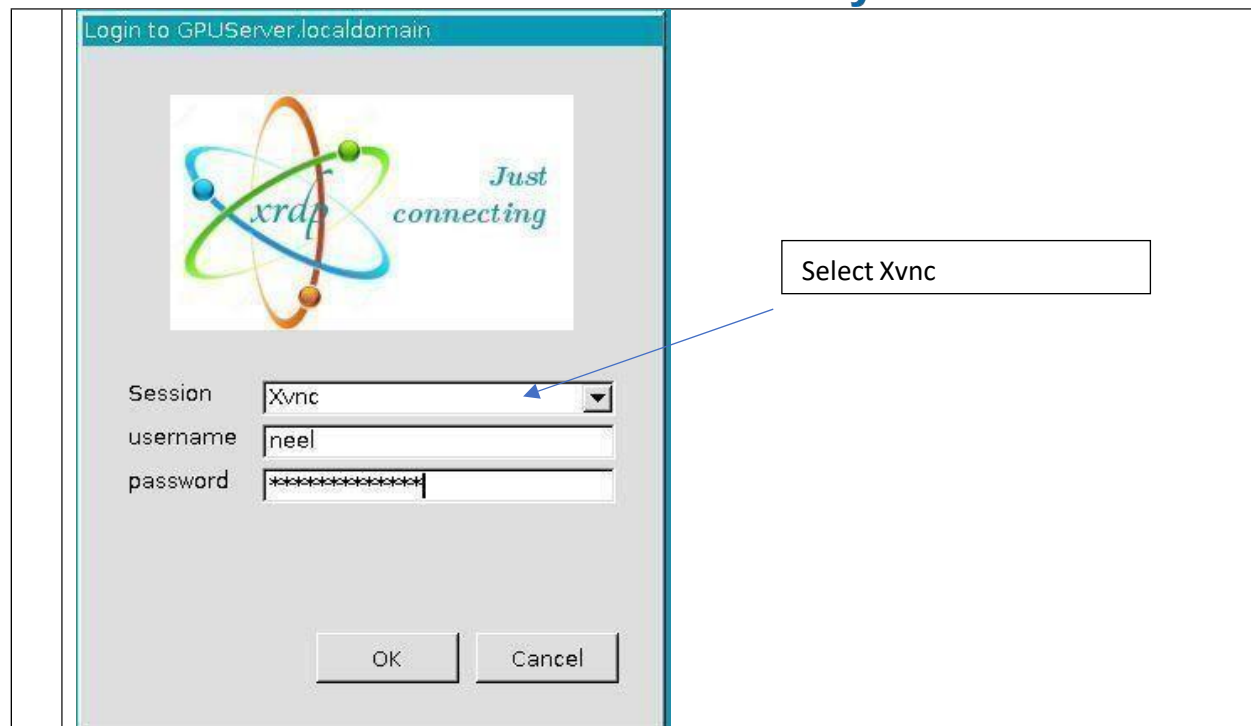 Login to GPUServer.localdomain
Just
xrdp
connecting
Select Xvnc
Session Xvnc
username neel
password *************
OK Cancel